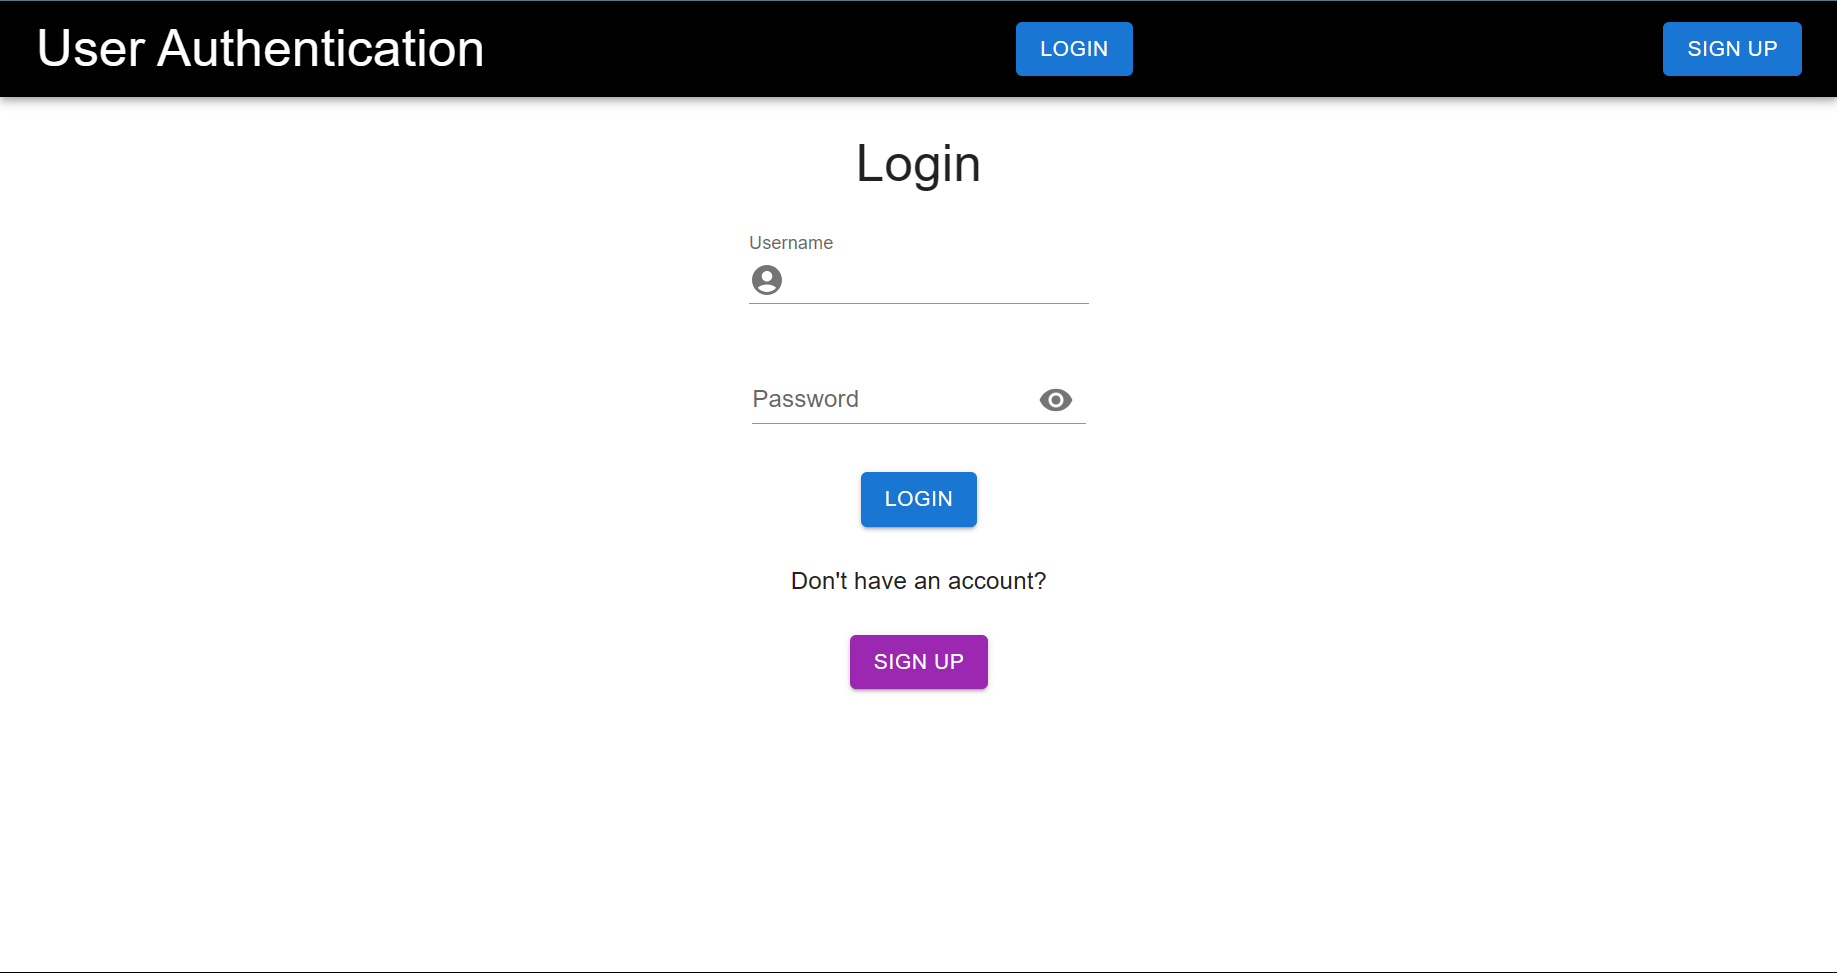 User Authentication
LOGIN
SIGN UP
Login
Username
Password
LOGIN
Don't have an account?
SIGN UP